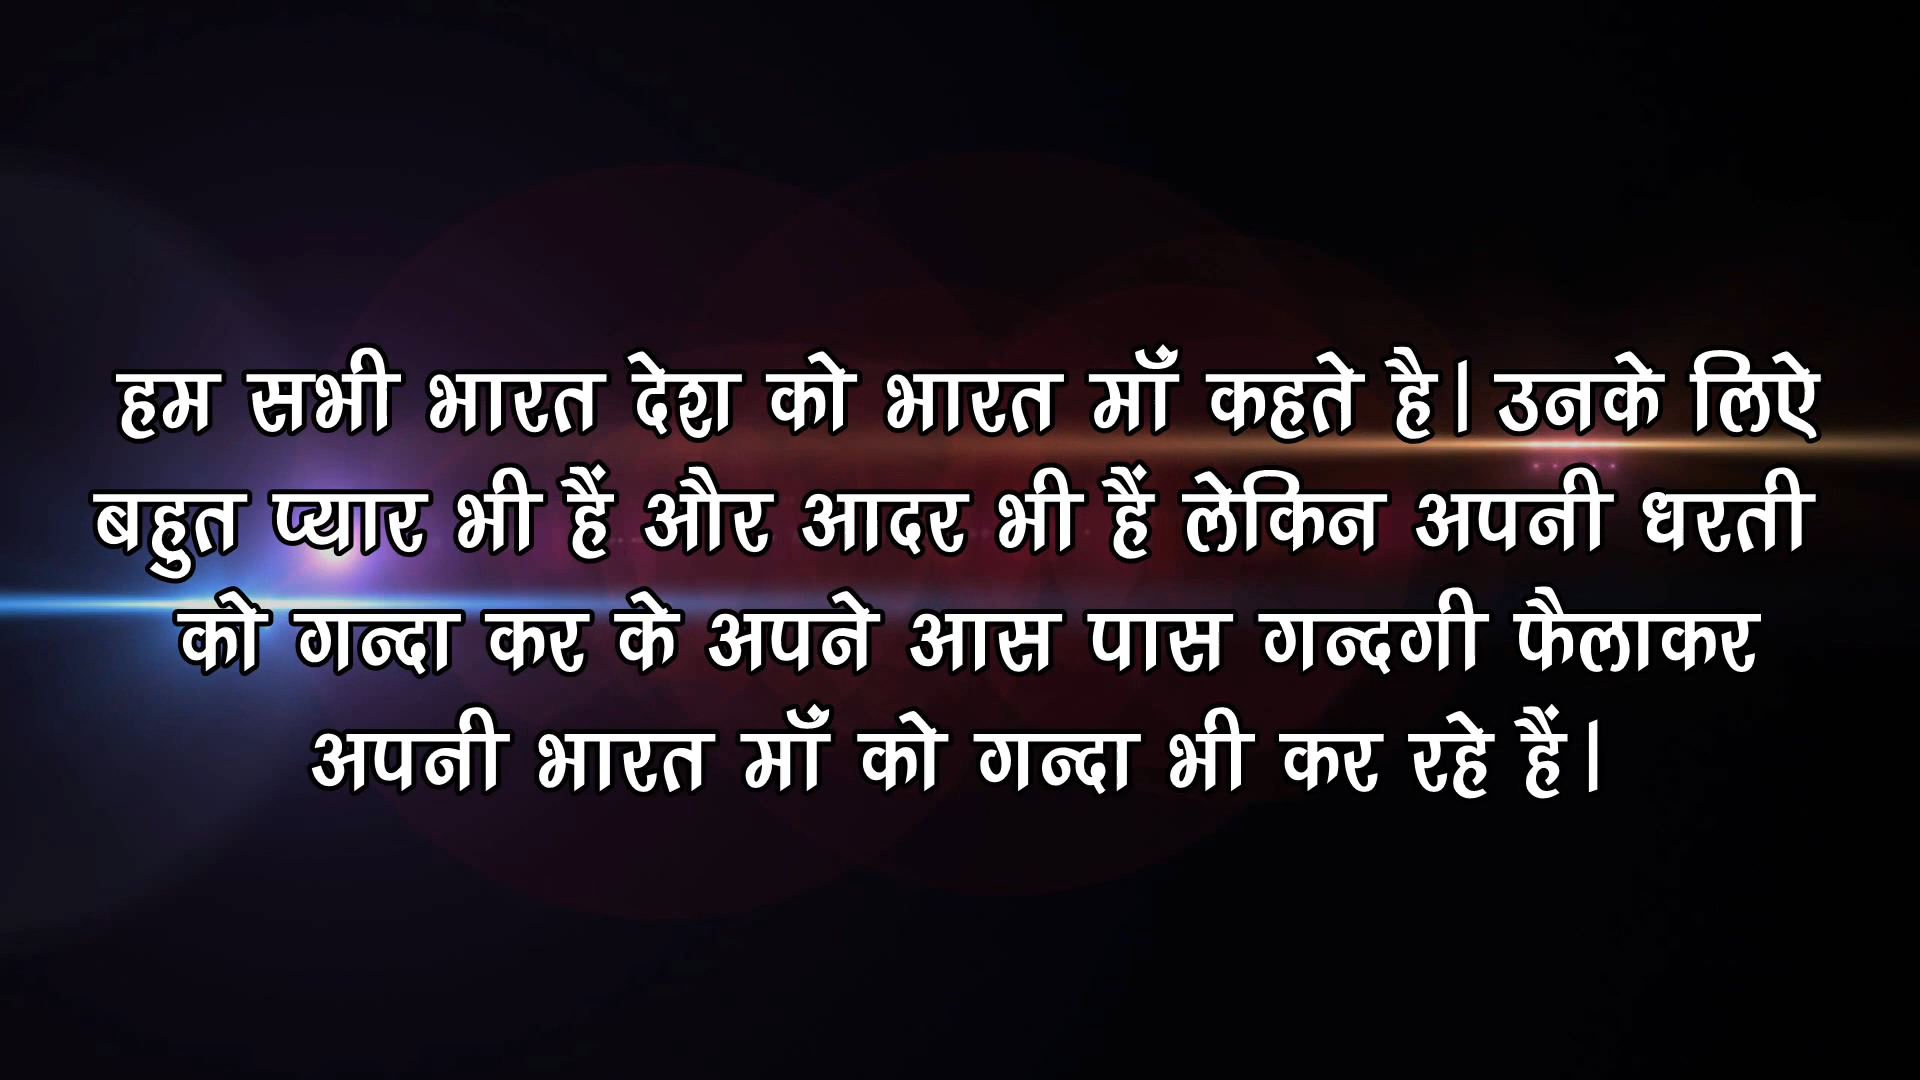 हम सभी भारत देश को भारत माँ कहते है। उनके लिऐ
बहुत प्यार भी हैं और आदर भी हैं लेकिन अपनी धरती
को गन्दा कर के अपने आस पास गन्दगी फैलाकर
अपनी भारत माँ को गन्दा भी कर रहे हैं।